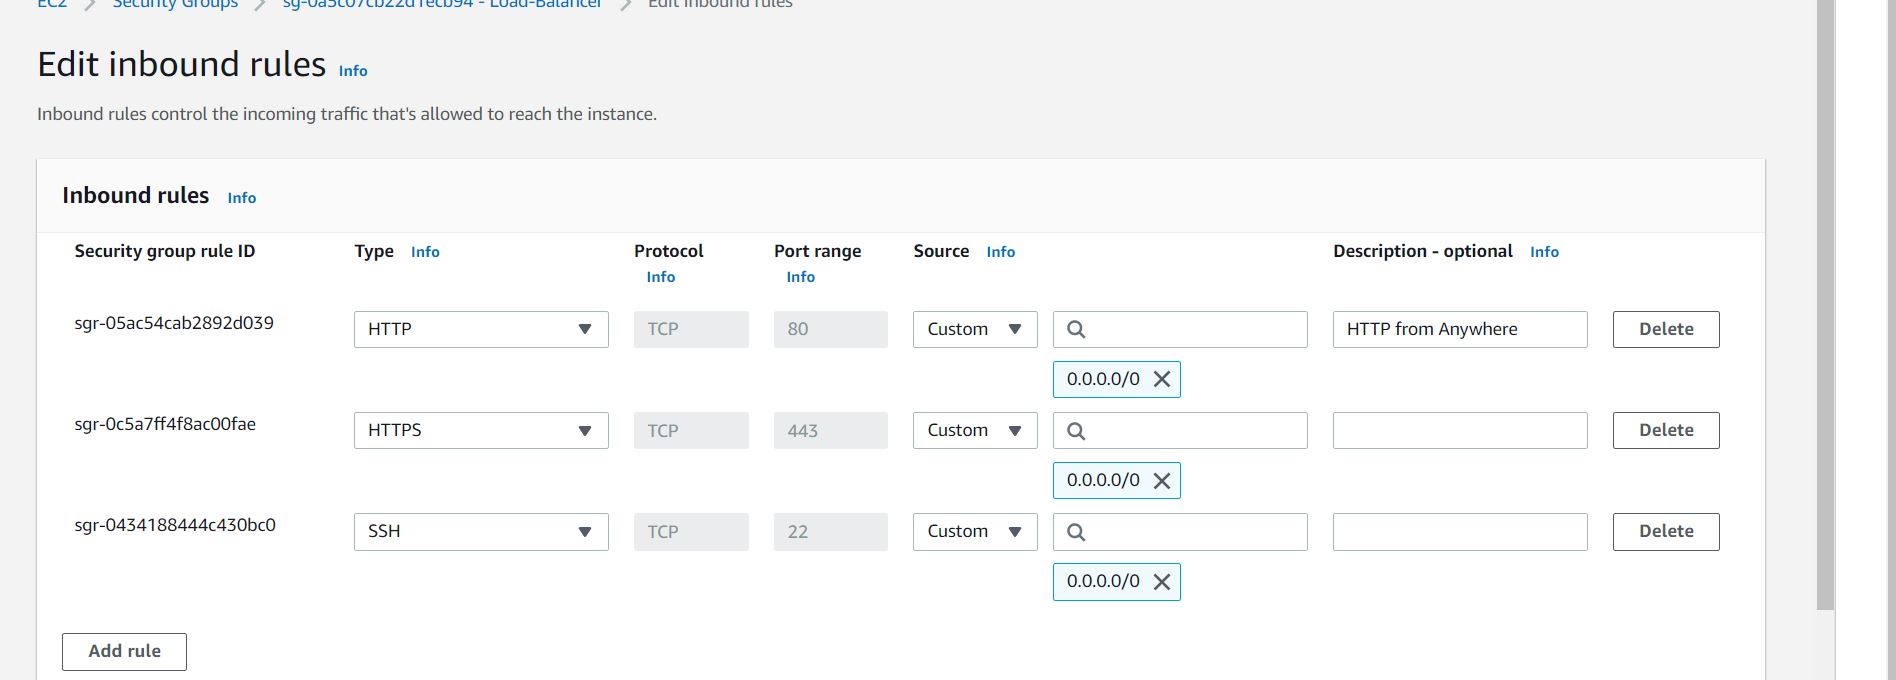 EC2 > Security Groups > sg-0a5c07cb22d1ecb94 - Load-Balancer > Edit inbound rules
Edit inbound rules Info
Inbound rules control the incoming traffic that's allowed to reach the instance.
Inbound rules Info
Security group rule ID Type Info Protocol Info Port range Info Source Info Description - optional Info
sgr-05ac54cab2892d039 HTTP TCP 80 Custom HTTP from Anywhere Delete
0.0.0.0/0
sgr-0c5a7ff4f8ac00fae HTTPS TCP 443 Custom Delete
0.0.0.0/0
sgr-0434188444c430bc0 SSH TCP 22 Custom Delete
0.0.0.0/0
Add rule